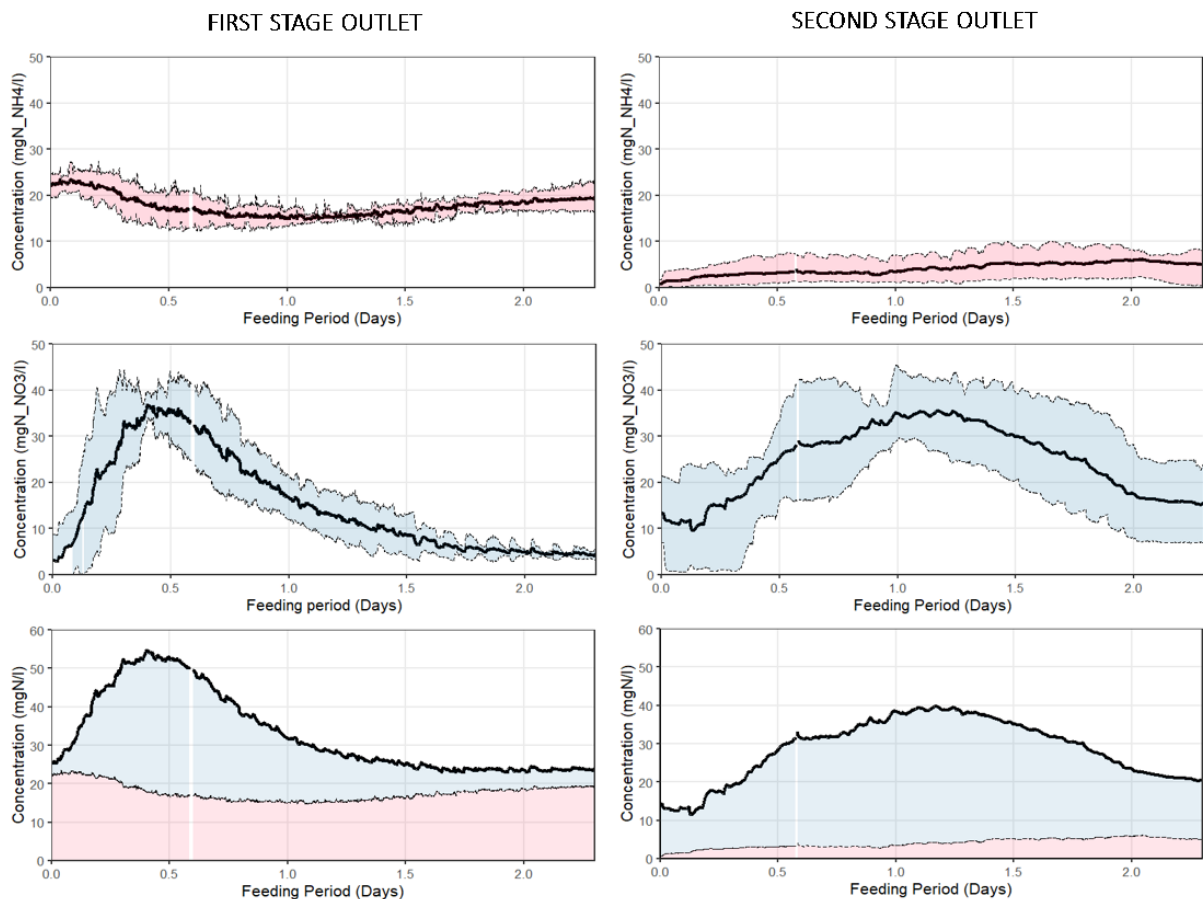 FIRST STAGE OUTLET
SECOND STAGE OUTLET
Concentration (mgN_NH4/l)
50
40
30
20
10
0
0.0 0.5 1.0 1.5 2.0
Feeding Period (Days)
Concentration (mgN_NH4/l)
50
40
30
20
10
0
0.0 0.5 1.0 1.5 2.0
Feeding Period (Days)
Concentration (mgN_NO3/l)
50
40
30
20
10
0
0.0 0.5 1.0 1.5 2.0
Feeding period (Days)
Concentration (mgN_NO3/l)
50
40
30
20
10
0
0.0 0.5 1.0 1.5 2.0
Feeding Period (Days)
Concentration (mgN/l)
60
50
40
30
20
10
0
0.0 0.5 1.0 1.5 2.0
Feeding Period (Days)
Concentration (mgN/l)
60
50
40
30
20
10
0
0.0 0.5 1.0 1.5 2.0
Feeding Period (Days)